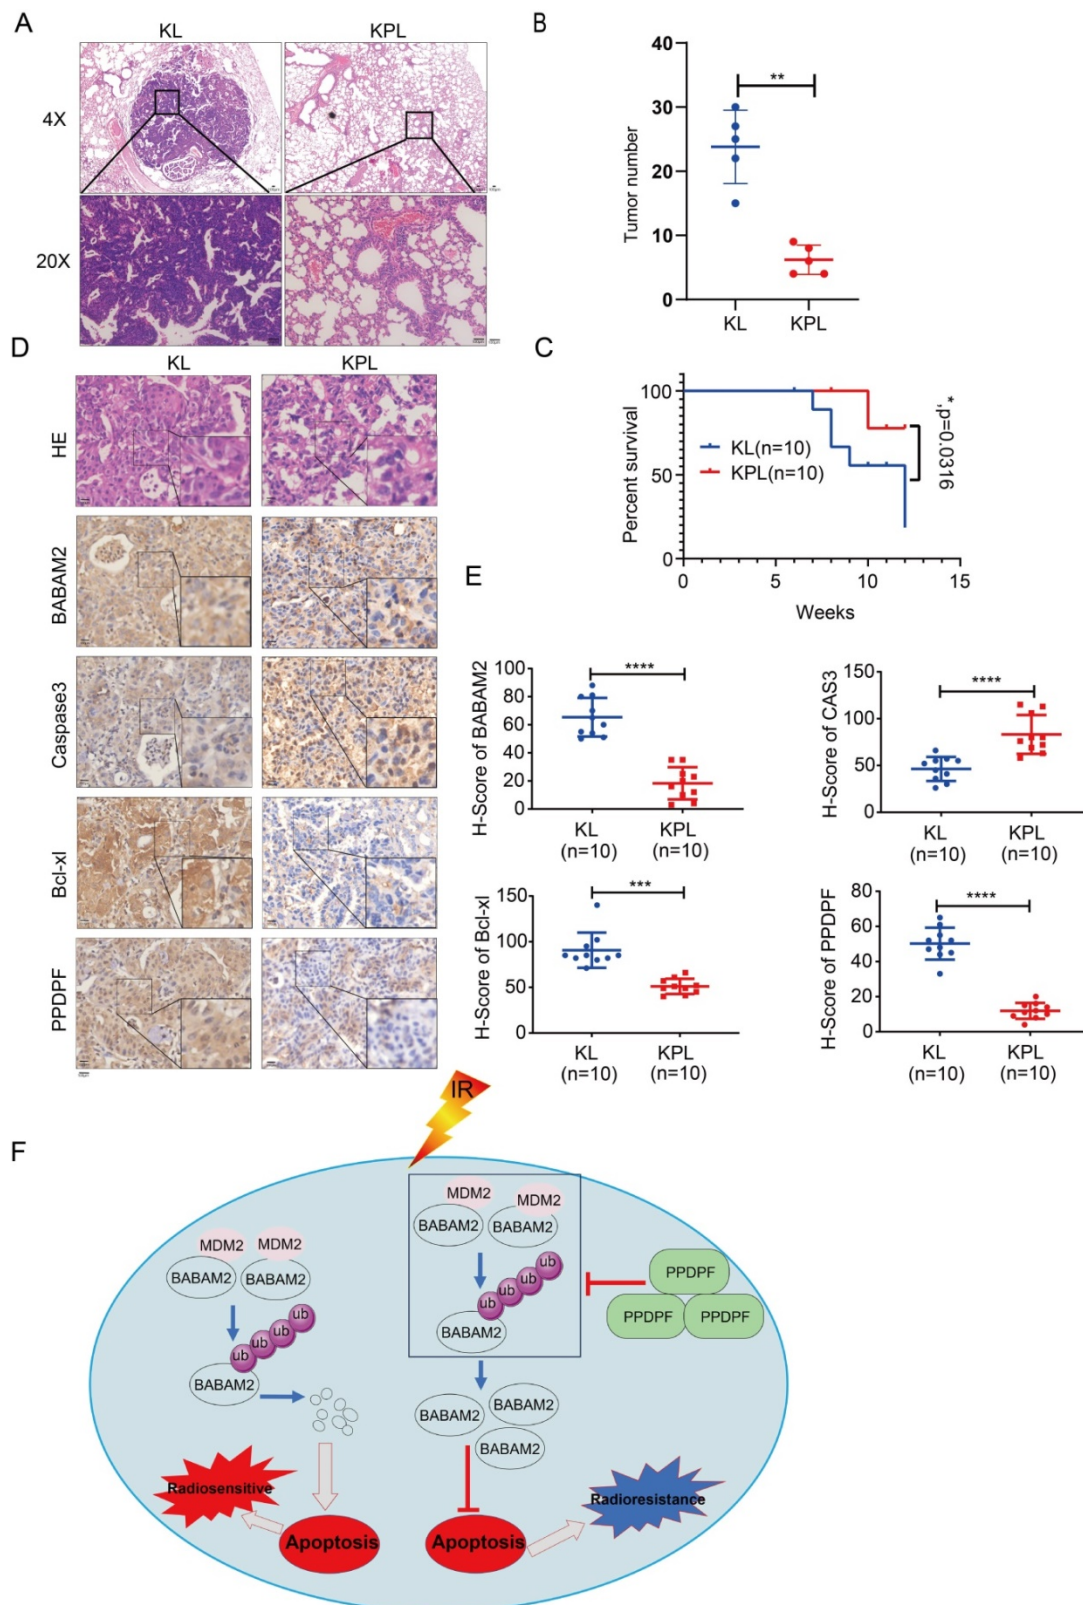 A
KL
KPL
4X
20X
B
Tumor number
40
30
20
10
0
**
KL
KPL
C
Percent survival
100
50
0
KL(n=10)
KPL(n=10)
*,p=0.0316
0
5
10
15
Weeks
D
KL
KPL
HE
BABAM2
Caspase3
Bcl-xl
PPDPF
E
H-Score of BABAM2
100
80
60
40
20
0
****
KL
(n=10)
KPL
(n=10)
H-Score of CAS3
150
100
50
0
****
KL
(n=10)
KPL
(n=10)
H-Score of Bcl-xl
150
100
50
0
***
KL
(n=10)
KPL
(n=10)
H-Score of PPDPF
80
60
40
20
0
****
KL
(n=10)
KPL
(n=10)
F
IR
MDM2
MDM2
BABAM2
BABAM2
ub
ub
ub
ub
BABAM2
Radiosensitive
Apoptosis
MDM2
MDM2
BABAM2
BABAM2
ub
ub
ub
ub
BABAM2
PPDPF
PPDPF
PPDPF
BABAM2
BABAM2
BABAM2
Apoptosis
Radioresistance